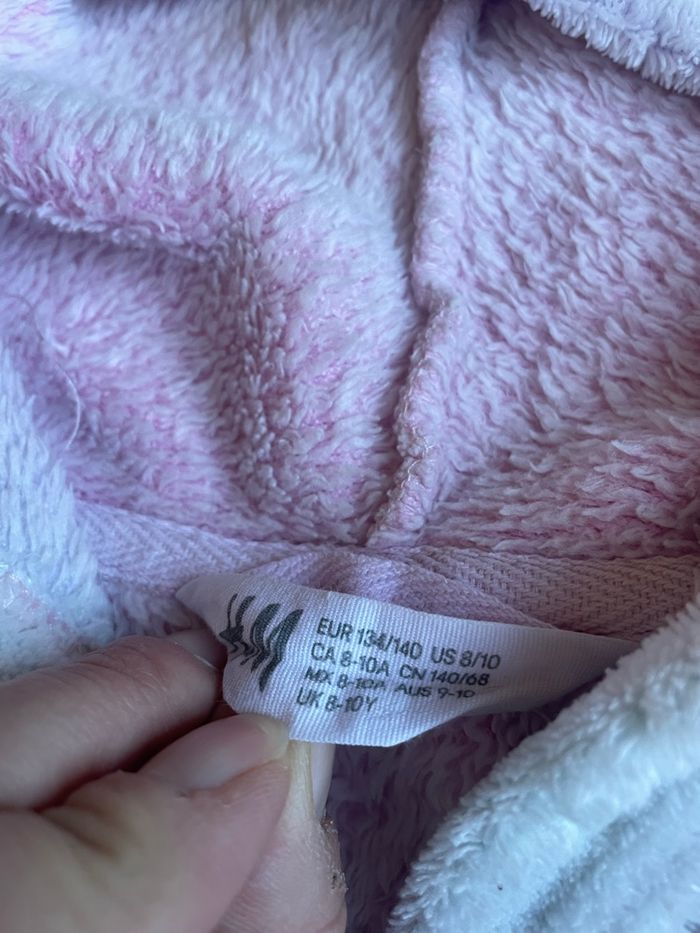 EUR 134/140 US 8/10
CA 8-10A CN 140/68
MX 8-10A AUS 9-10
UK 8-10Y